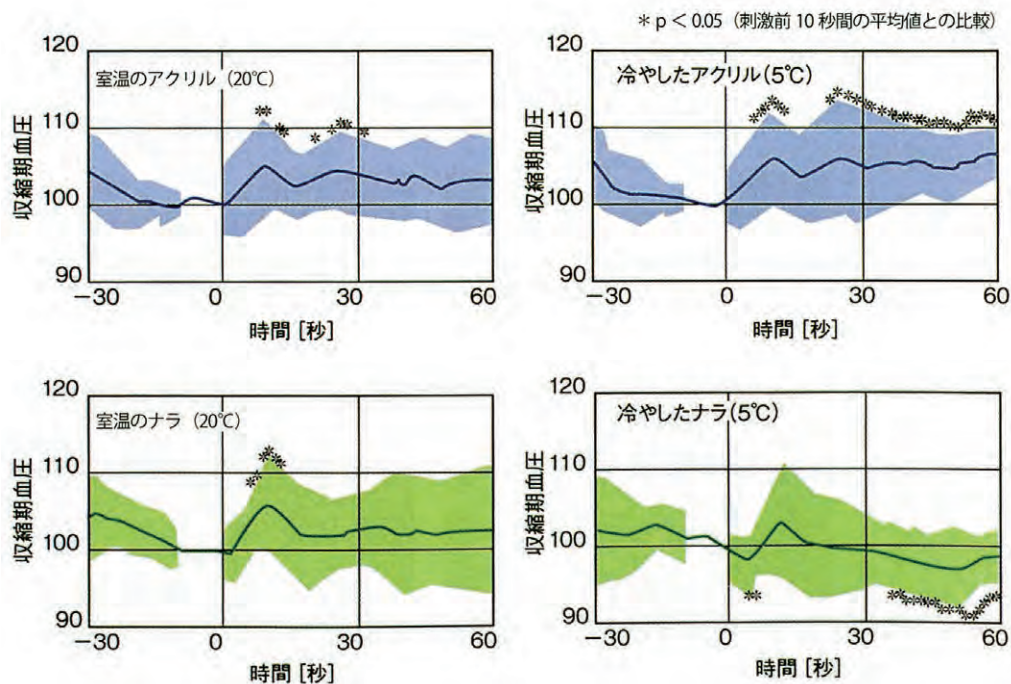 ＊p＜0.05（刺激前10秒間の平均値との比較）
120
110
100
90
収縮期血圧
室温のアクリル（20℃）
** ** * **** *
−30 0 30 60
時間［秒］
120
110
100
90
収縮期血圧
冷やしたアクリル（5℃）
−30 0 30 60
時間［秒］
120
110
100
90
収縮期血圧
室温のナラ（20℃）
−30 0 30 60
時間［秒］
120
110
100
90
収縮期血圧
冷やしたナラ（5℃）
−30 0 30 60
時間［秒］